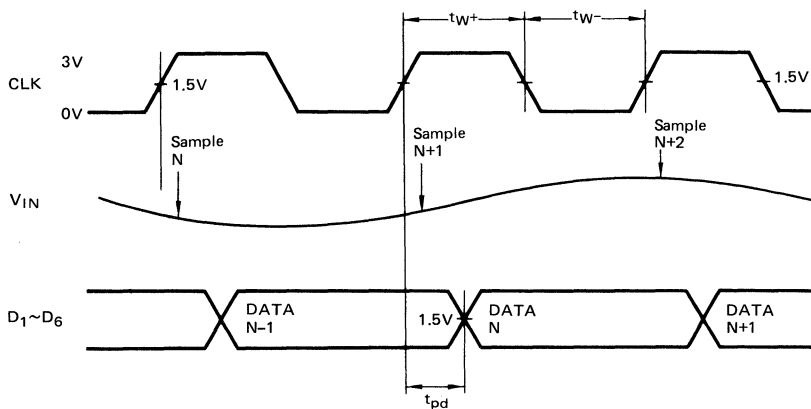 tW+
tW−
3V
CLK
1.5V
1.5V
0V
Sample
N
Sample
N+1
Sample
N+2
VIN
D1~D6
DATA
N−1
1.5V
DATA
N
DATA
N+1
tpd